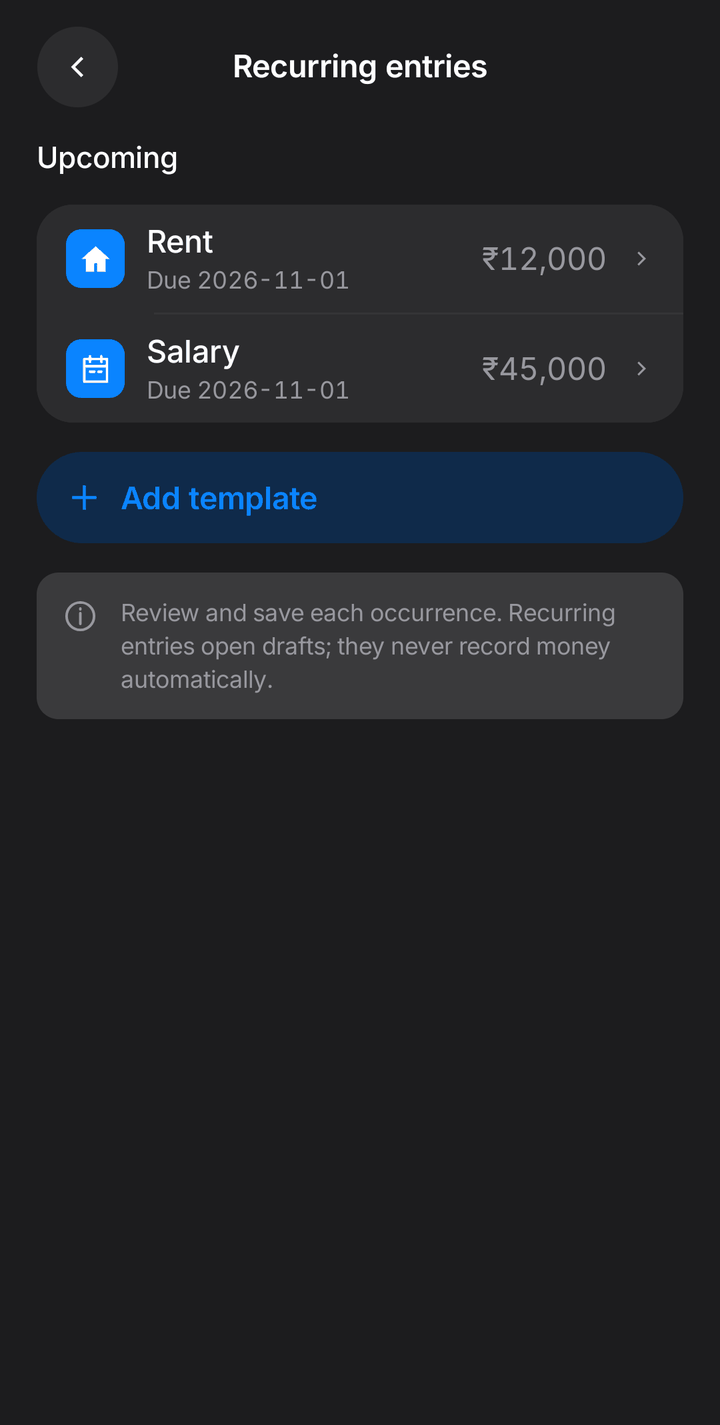 Recurring entries
Upcoming
Rent
Due 2026-11-01
₹12,000
Salary
Due 2026-11-01
₹45,000
Add template
Review and save each occurrence. Recurring
entries open drafts; they never record money
automatically.